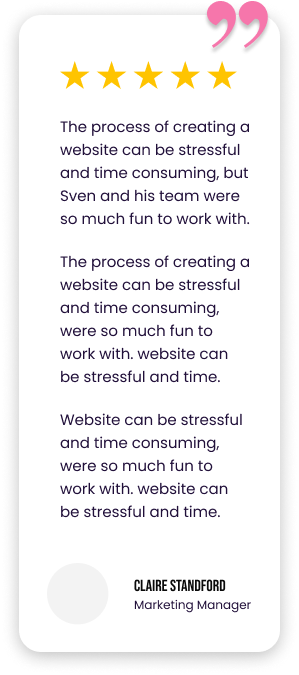 The process of creating a
website can be stressful
and time consuming, but
Sven and his team were
so much fun to work with.
The process of creating a
website can be stressful
and time consuming,
were so much fun to
work with. website can
be stressful and time.
Website can be stressful
and time consuming,
were so much fun to
work with. website can
be stressful and time.
CLAIRE STANDFORD
Marketing Manager